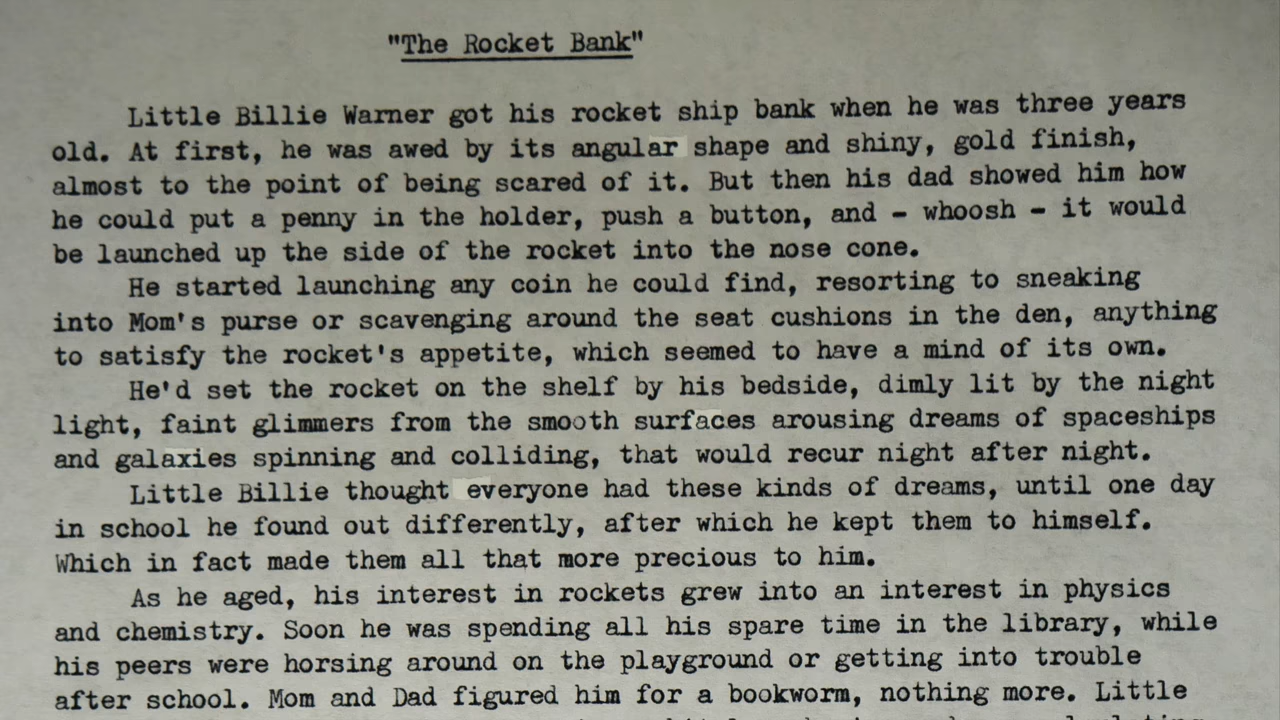 "The Rocket Bank"
Little Billie Warner got his rocket ship bank when he was three years
old. At first, he was awed by its angular shape and shiny, gold finish,
almost to the point of being scared of it. But then his dad showed him how
he could put a penny in the holder, push a button, and - whoosh - it would
be launched up the side of the rocket into the nose cone.
He started launching any coin he could find, resorting to sneaking
into Mom's purse or scavenging around the seat cushions in the den, anything
to satisfy the rocket's appetite, which seemed to have a mind of its own.
He'd set the rocket on the shelf by his bedside, dimly lit by the night
light, faint glimmers from the smooth surfaces arousing dreams of spaceships
and galaxies spinning and colliding, that would recur night after night.
Little Billie thought everyone had these kinds of dreams, until one day
in school he found out differently, after which he kept them to himself.
Which in fact made them all that more precious to him.
As he aged, his interest in rockets grew into an interest in physics
and chemistry. Soon he was spending all his spare time in the library, while
his peers were horsing around on the playground or getting into trouble
after school. Mom and Dad figured him for a bookworm, nothing more. Little